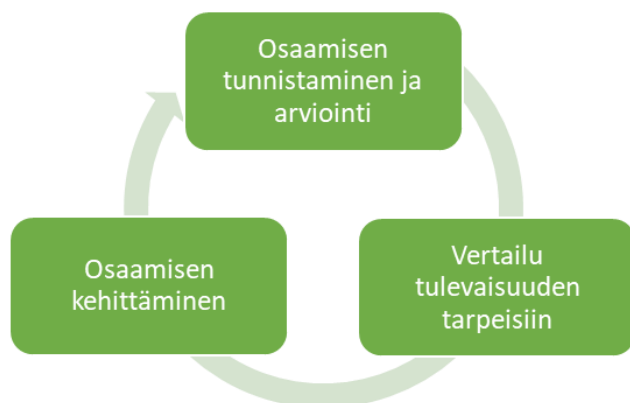 Osaamisen
tunnistaminen ja
arviointi
Vertailu
tulevaisuuden
tarpeisiin
Osaamisen
kehittäminen